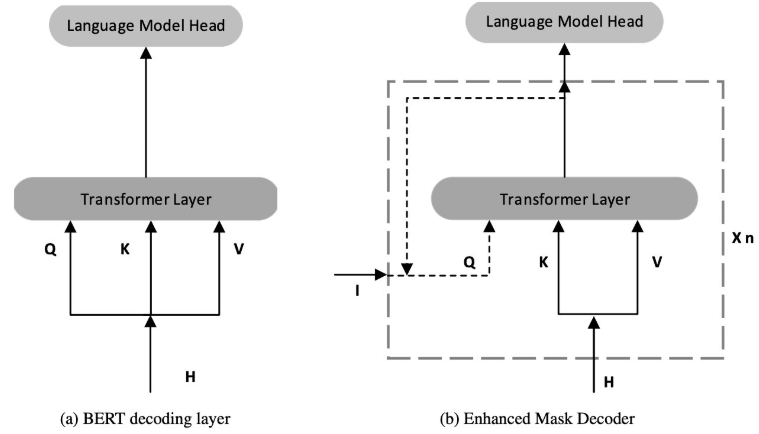 Language Model Head
Transformer Layer
Q
K
V
H
(a) BERT decoding layer
Language Model Head
Transformer Layer
Q
K
V
X n
I
H
(b) Enhanced Mask Decoder